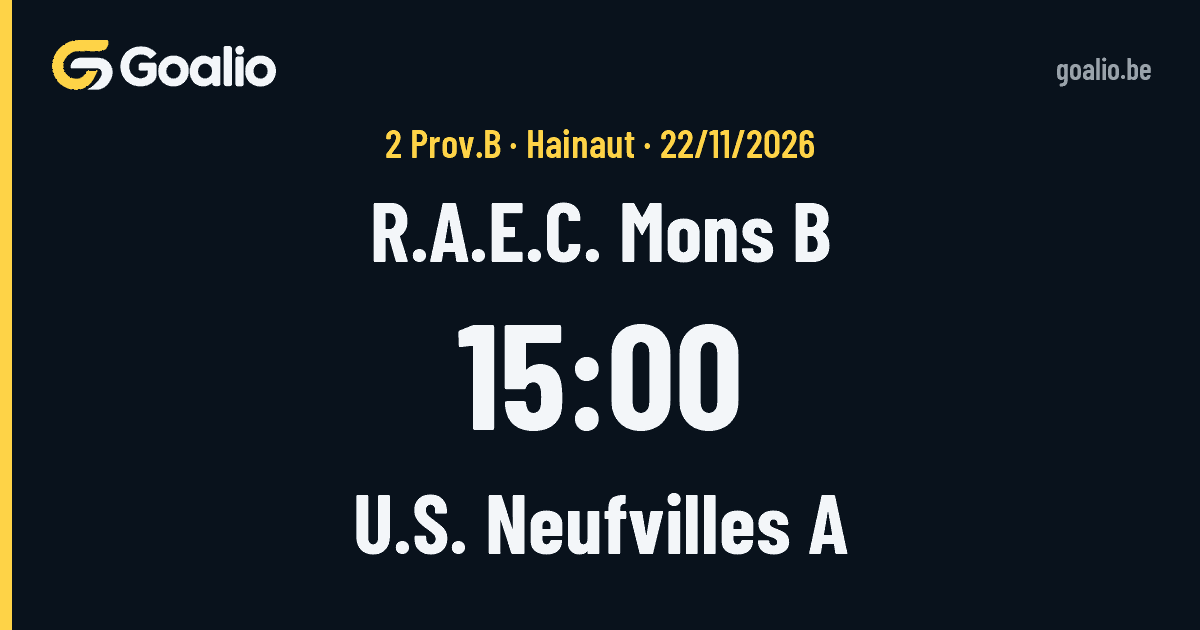 Goalio
goalio.be
2 Prov.B · Hainaut · 22/11/2026
R.A.E.C. Mons B
15:00
U.S. Neufvilles A